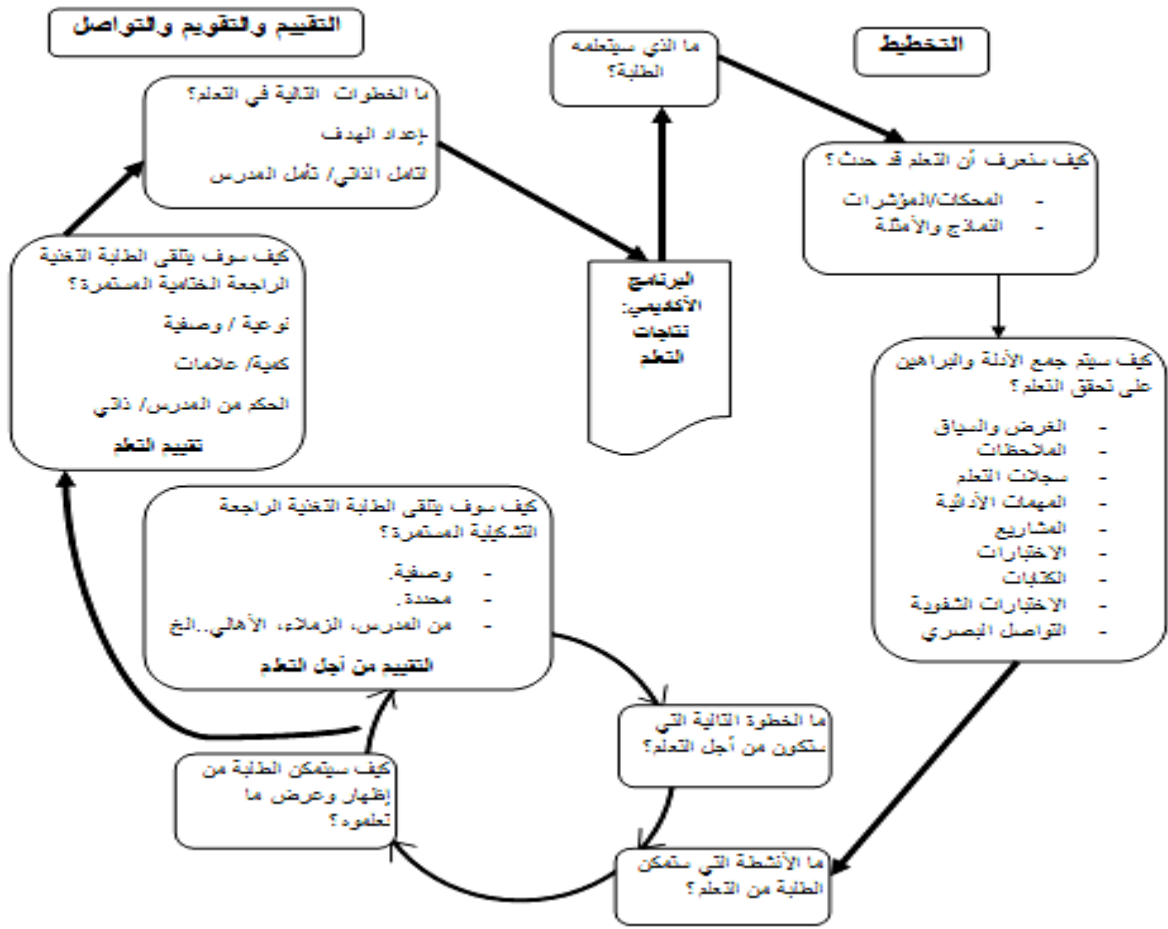 التقييم والتقويم والتواصل
التخطيط
ما الذي سيتعلمه
الطلبة؟
كيف سنعرف أن التعلم قد حدث؟
- المحكات/المؤشرات
- النماذج والأمثلة
كيف سيتم جمع الأدلة والبراهين
على تحقق التعلم؟
- الغرض والسياق
- الملاحظات
- سجلات التعلم
- المهمات الأدائية
- المشاريع
- الاختبارات
- الكتابات
- الاختبارات الشفوية
- التواصل البصري
ما الأنشطة التي ستمكن
الطلبة من التعلم؟
كيف سيتمكن الطلبة من
إظهار وعرض ما
تعلموه؟
كيف سوف يتلقى الطلبة التغنية الراجعة
التشكيلية المستمرة؟
- وصفية.
- محددة.
- من المدرس، الزملاء، الأهالي..الخ
التقييم من أجل التعلم
ما الخطوة التالية التي
ستكون من أجل التعلم؟
كيف سوف يتلقى الطلبة التغنية
الراجعة الختامية المستمرة؟
نوعية / وصفية
كمية/ علامات
الحكم من المدرس/ ذاتي
تقييم التعلم
ما الخطوات التالية في التعلم؟
-إعداد الهدف
لتامل الذاتي/ تأمل المدرس
البرنامج
الأكاديمي:
نتاجات
التعلم